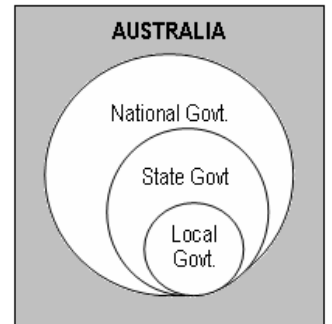 AUSTRALIA
National Govt.
State Govt
Local
Govt.